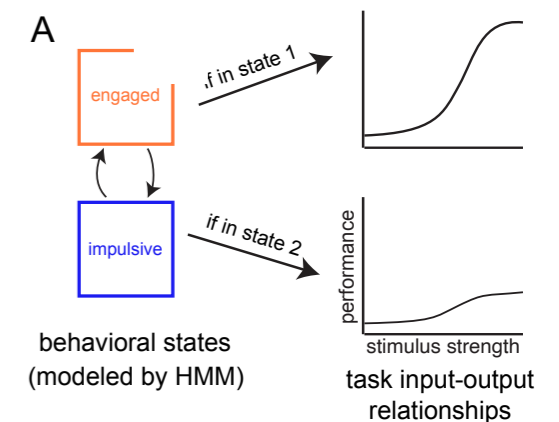 A
engaged
.f in state 1
impulsive
if in state 2
performance
stimulus strength
behavioral states
(modeled by HMM)
task input-output
relationships